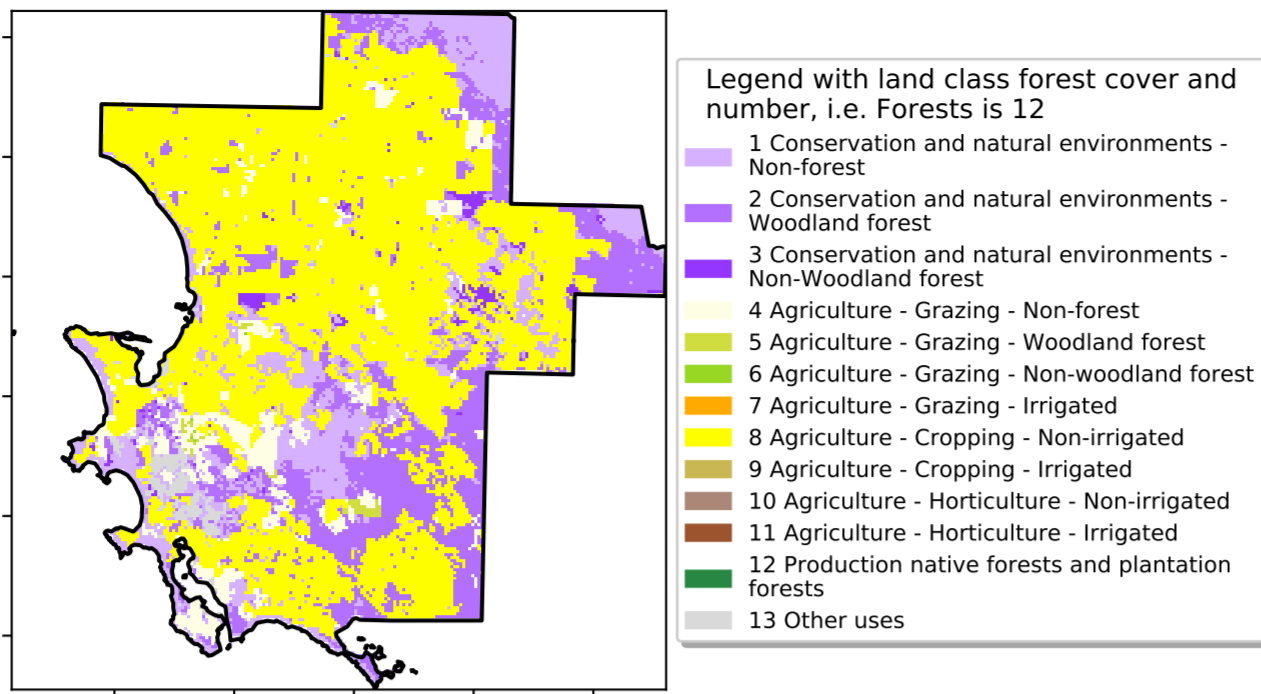 Legend with land class forest cover and
number, i.e. Forests is 12
1 Conservation and natural environments -
Non-forest
2 Conservation and natural environments -
Woodland forest
3 Conservation and natural environments -
Non-Woodland forest
4 Agriculture - Grazing - Non-forest
5 Agriculture - Grazing - Woodland forest
6 Agriculture - Grazing - Non-woodland forest
7 Agriculture - Grazing - Irrigated
8 Agriculture - Cropping - Non-irrigated
9 Agriculture - Cropping - Irrigated
10 Agriculture - Horticulture - Non-irrigated
11 Agriculture - Horticulture - Irrigated
12 Production native forests and plantation
forests
13 Other uses